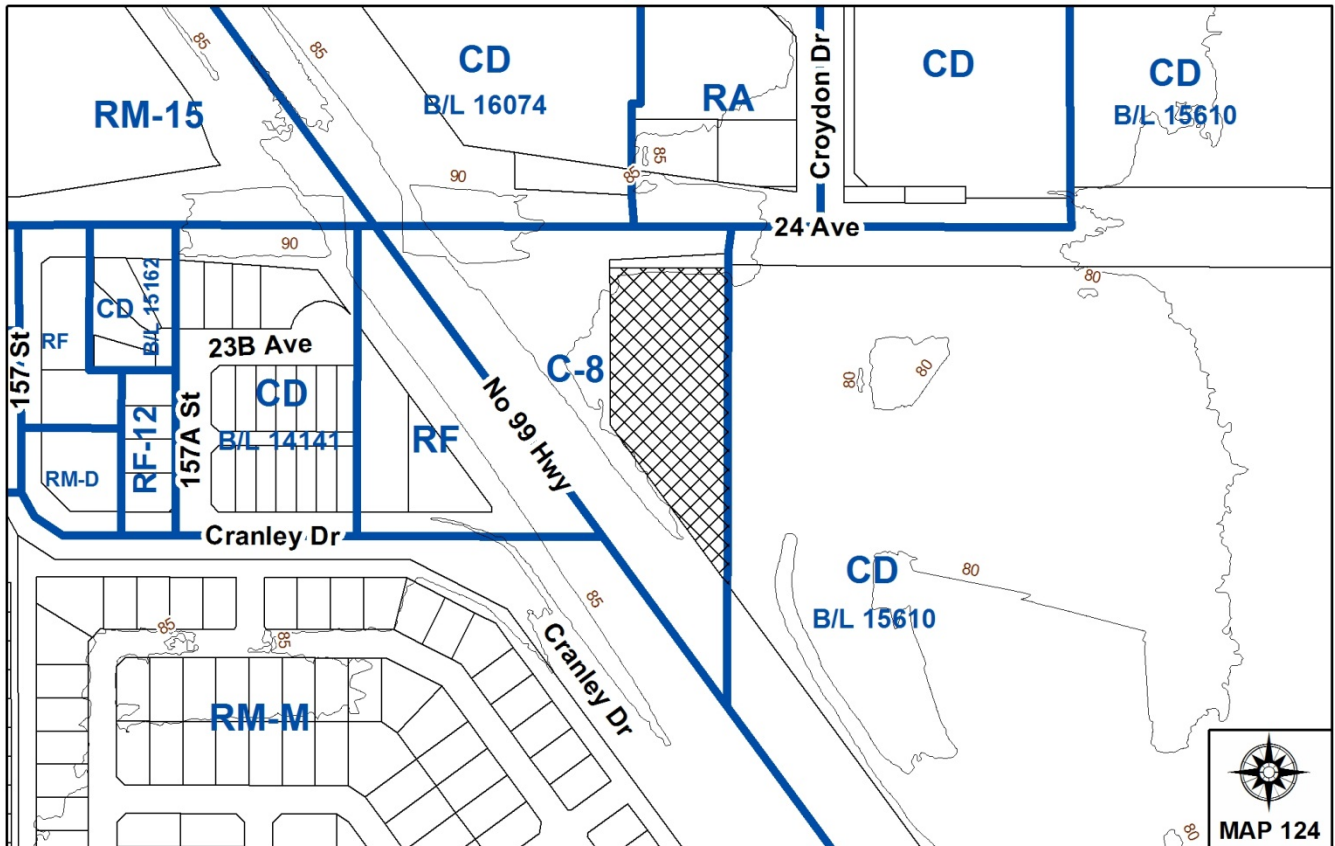 85
85
CD
B/L 16074
RM-15
RA
Croydon Dr
CD
CD
B/L 15610
85
85
90
24 Ave
90
80
157 St
RF
CD
B/L 15162
23B Ave
CD
B/L 14141
RF-12
157A St
RM-D
RF
C-8
No 99 Hwy
80
80
Cranley Dr
CD
B/L 15610
80
85
85
85
Cranley Dr
RM-M
80
MAP 124